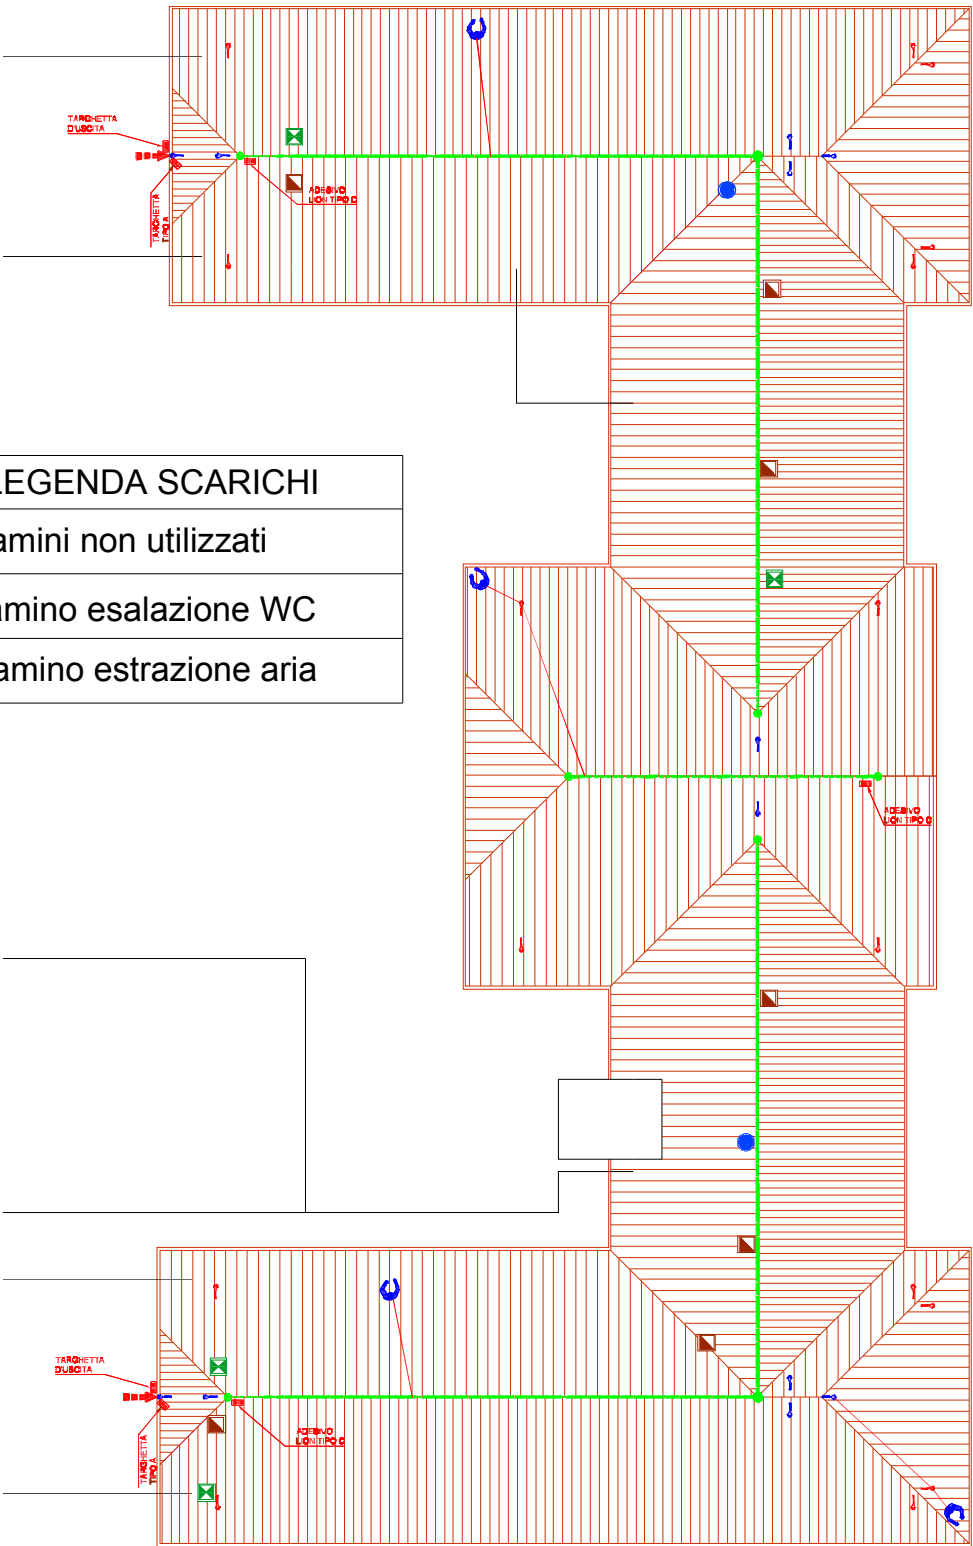 TARGHETTA
D'USCITA
TARGHETTA
TIPO A
ADESIVO
LION TIPO C
LEGENDA SCARICHI
amini non utilizzati
amino esalazione WC
amino estrazione aria
ADESIVO
LION TIPO C
TARGHETTA
D'USCITA
TARGHETTA
TIPO A
ADESIVO
LION TIPO C